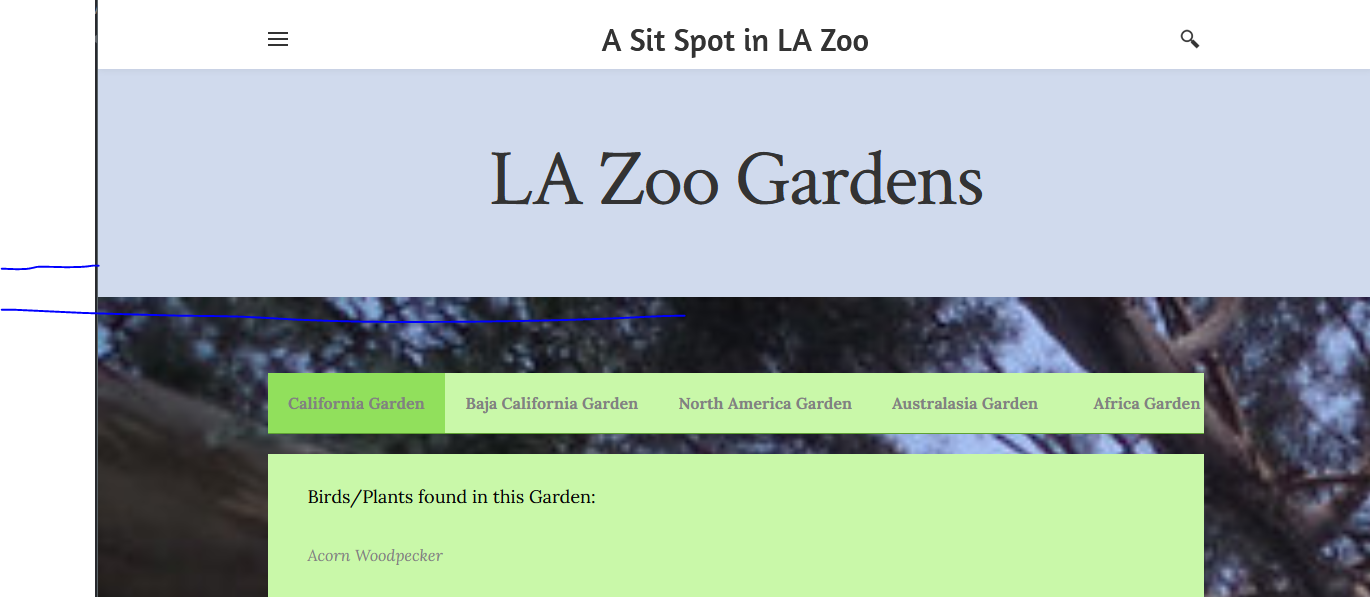 A Sit Spot in LA Zoo
LA Zoo Gardens
California Garden Baja California Garden North America Garden Australasia Garden Africa Garden
Birds/Plants found in this Garden:
Acorn Woodpecker